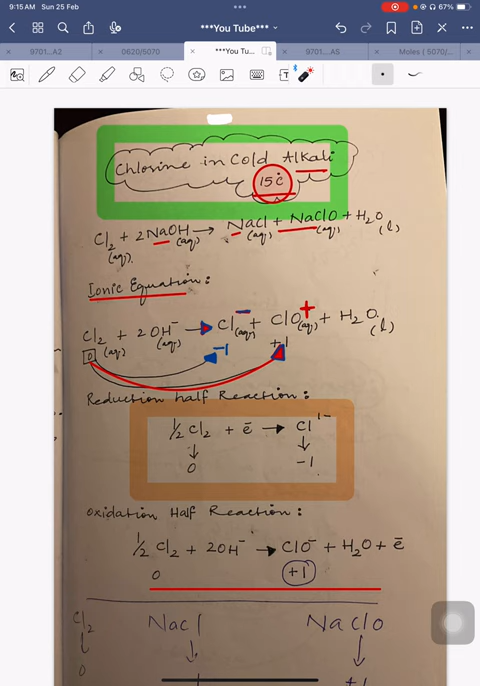 9:15 AM Sun 25 Feb
67%
***You Tube***
9701...A2
0620/5070
***You Tu...
9701....A5
Moles ( 5070/...
Chlorine in Cold Alkali
15°C
Cl₂ + 2NaOH → NaCl + NaClO + H₂O
(aq) (aq) (aq) (aq) (l)
Ionic Equation:
Cl₂ + 2OH⁻ → Cl⁻ + ClO⁺ + H₂O
(aq) (aq) (aq) (aq) (l)
0 -1 +1
Reduction half Reaction:
½ Cl₂ + ē → Cl¹⁻
↓ ↓
0 -1
Oxidation Half Reaction:
½ Cl₂ + 2OH⁻ → ClO⁻ + H₂O + ē
0 +1
Cl₂ NaCl NaClO
↓ ↓ ↓
0